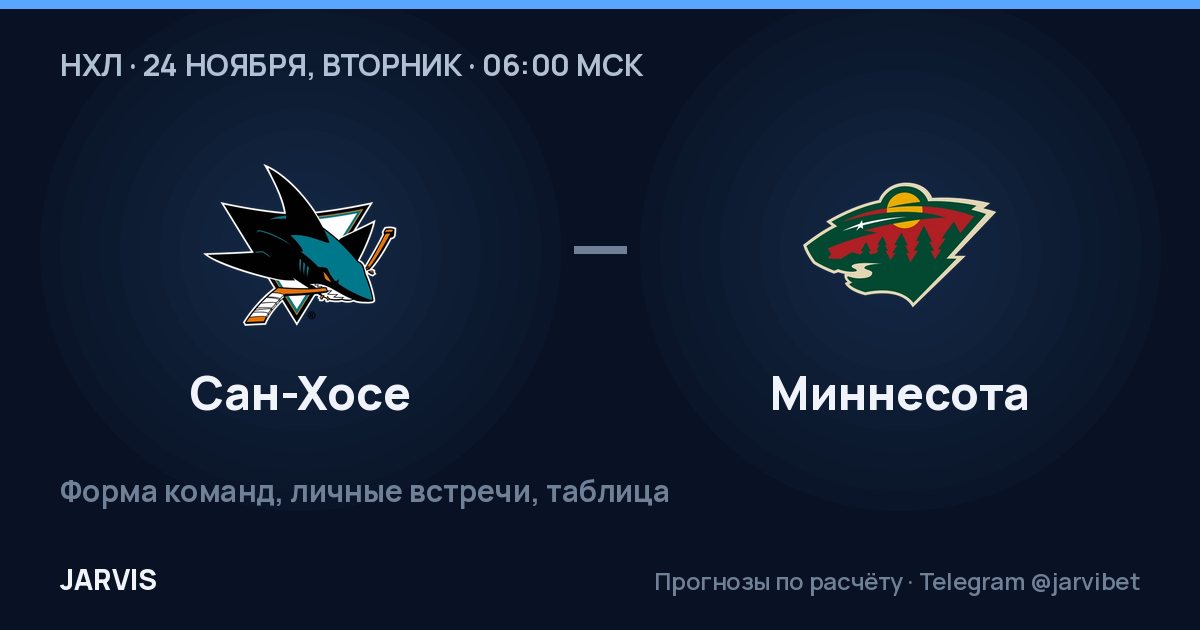 НХЛ · 24 НОЯБРЯ, ВТОРНИК · 06:00 МСК
Сан-Хосе — Миннесота
Форма команд, личные встречи, таблица
JARVIS
Прогнозы по расчёту · Telegram @jarvibet